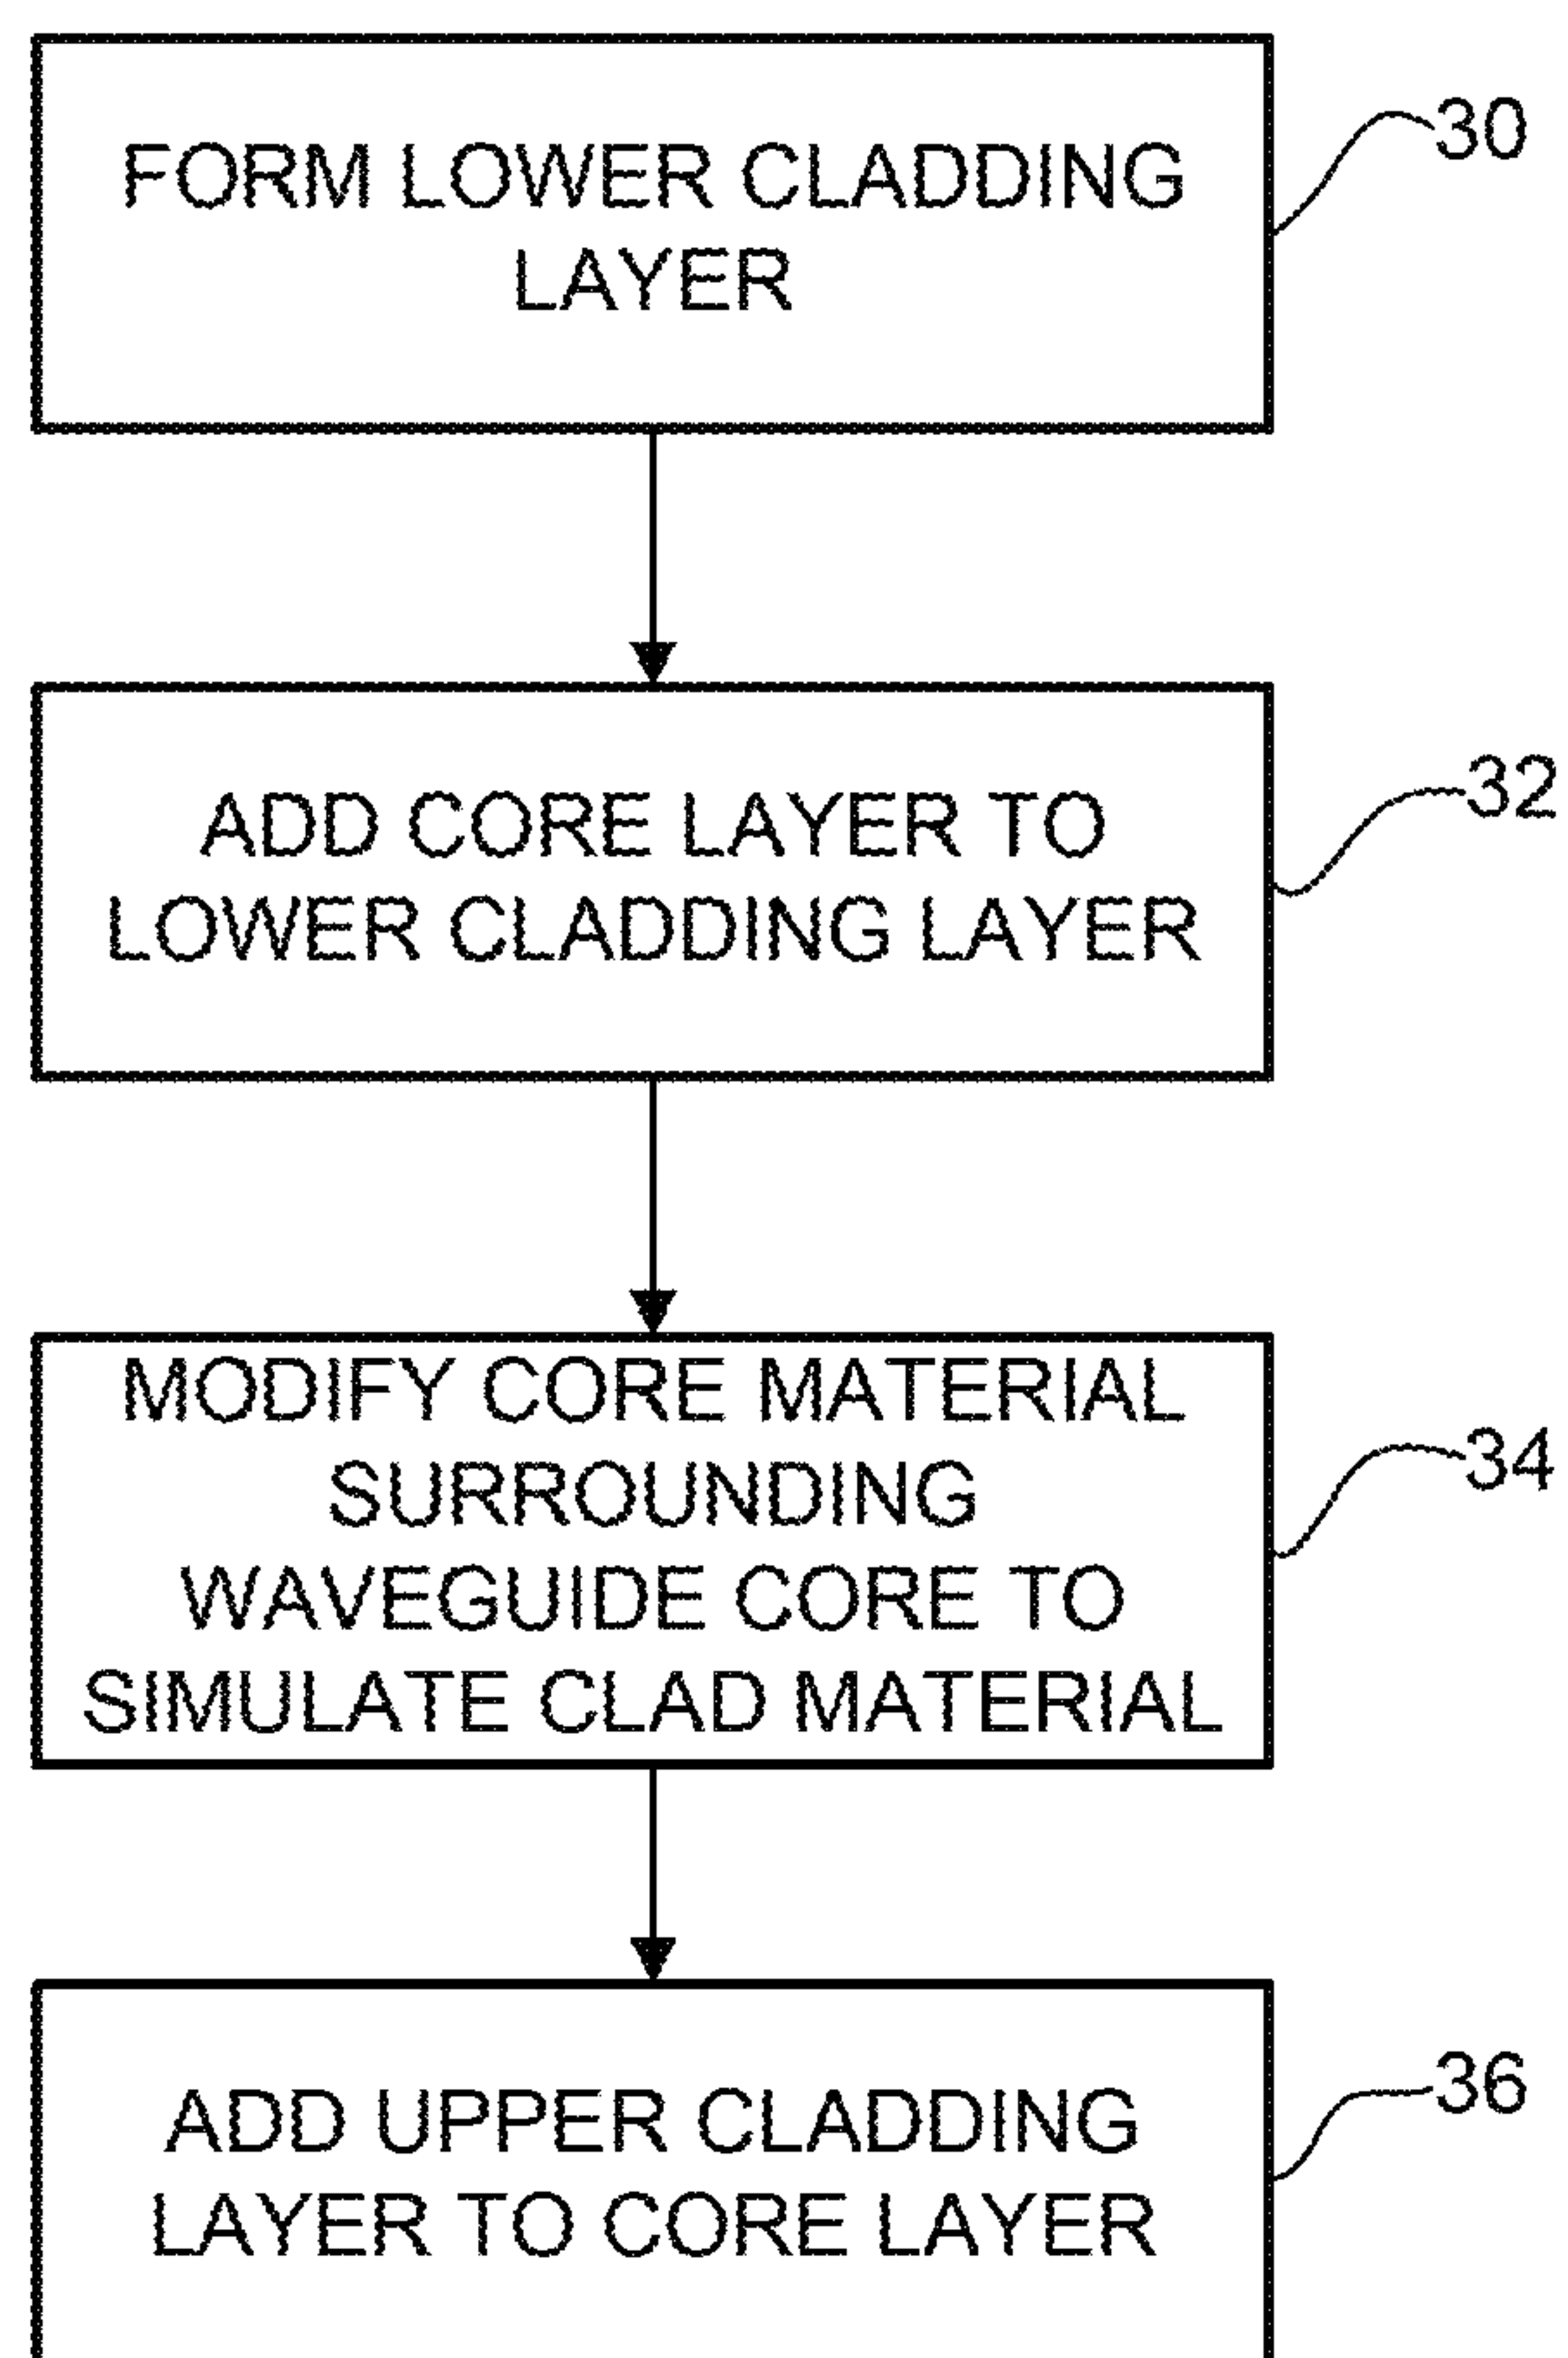 FORM LOWER CLADDING
LAYER
30
ADD CORE LAYER TO
LOWER CLADDING LAYER
32
MODIFY CORE MATERIAL
SURROUNDING
WAVEGUIDE CORE TO
SIMULATE CLAD MATERIAL
34
ADD UPPER CLADDING
LAYER TO CORE LAYER
36